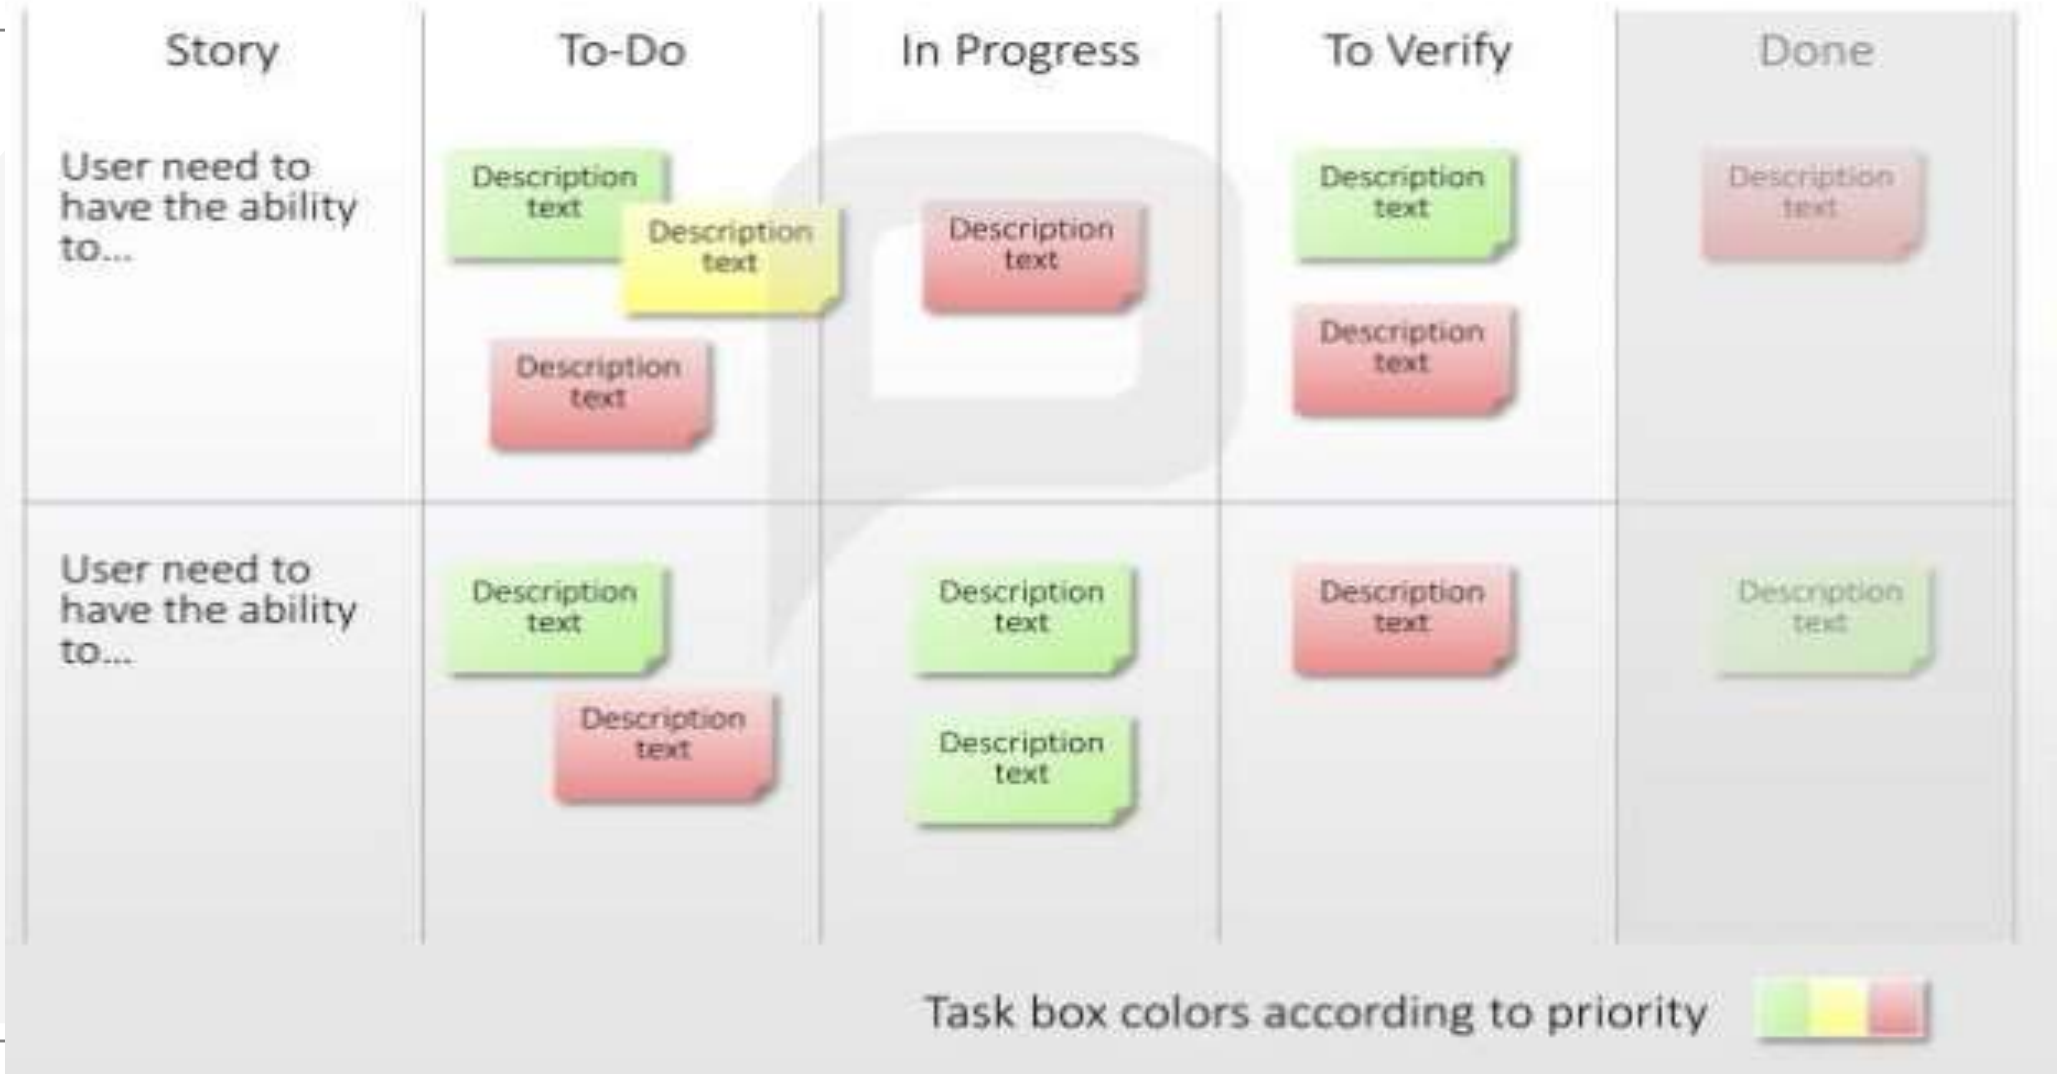 Story
To-Do
In Progress
To Verify
Done
User need to
have the ability
to...
Description
text
Description
text
Description
text
Description
text
Description
text
Description
text
Description
text
User need to
have the ability
to...
Description
text
Description
text
Description
text
Description
text
Description
text
Description
text
Task box colors according to priority